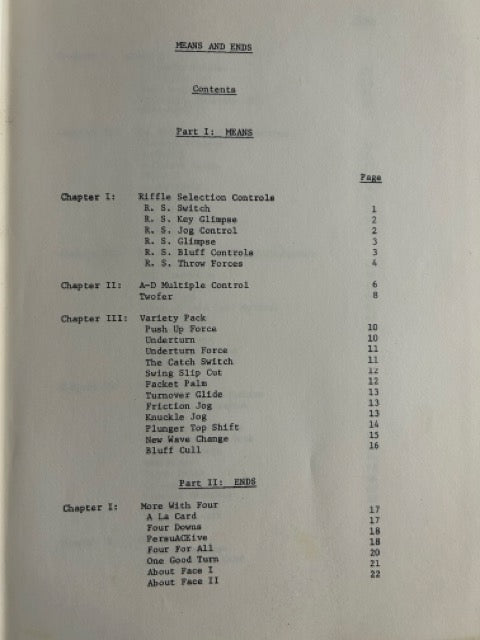 MEANS AND ENDS
Contents
Part I: MEANS
Page
Chapter I: Riffle Selection Controls
R. S. Switch 1
R. S. Key Glimpse 2
R. S. Jog Control 2
R. S. Glimpse 3
R. S. Bluff Controls 3
R. S. Throw Forces 4
Chapter II: A-D Multiple Control 6
Twofer 8
Chapter III: Variety Pack
Push Up Force 10
Underturn 10
Underturn Force 11
The Catch Switch 11
Swing Slip Cut 12
Packet Palm 12
Turnover Glide 13
Friction Jog 13
Knuckle Jog 13
Plunger Top Shift 14
New Wave Change 15
Bluff Cull 16
Part II: ENDS
Chapter I: More With Four 17
A La Card 17
Four Downs 18
PersuACEive 18
Four For All 20
One Good Turn 21
About Face I 22
About Face II